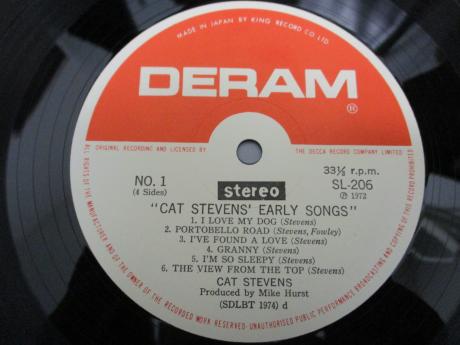 MADE IN JAPAN BY KING RECORD CO. LTD.
DERAM
®
ORIGINAL RECORDING AND LICENSED BY
THE DECCA RECORD COMPANY LIMITED
NO. 1
(4 Sides)
stereo
33⅓ r.p.m.
SL-206
Ⓟ 1972
"CAT STEVENS' EARLY SONGS"
1. I LOVE MY DOG (Stevens)
2. PORTOBELLO ROAD (Stevens, Fowley)
3. I'VE FOUND A LOVE (Stevens)
4. GRANNY (Stevens)
5. I'M SO SLEEPY (Stevens)
6. THE VIEW FROM THE TOP (Stevens)
CAT STEVENS
Produced by Mike Hurst
(SDLBT 1974) d
ALL RIGHTS OF THE MANUFACTURER AND OF THE OWNER OF THE RECORDED WORK RESERVED·UNAUTHORISED PUBLIC PERFORMANCE BROADCASTING AND COPYING OF THIS RECORD PROHIBITED